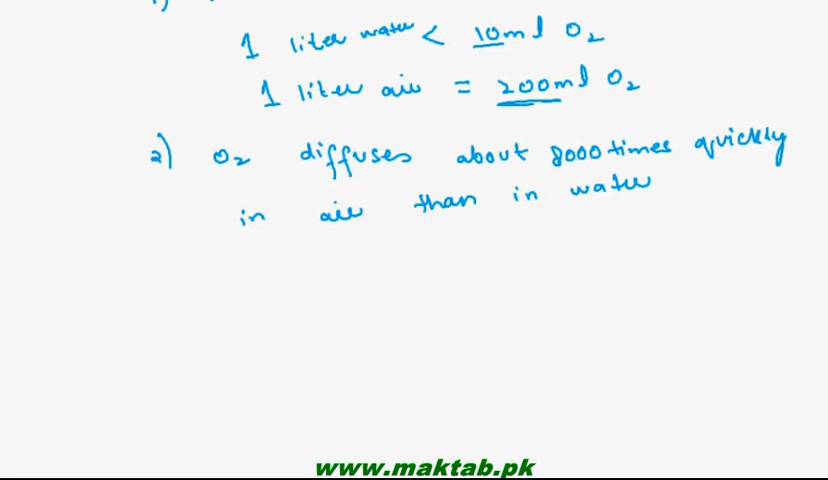 1)
1 liter water < 10ml O₂
1 liter air = 200ml O₂
2) O₂ diffuses about 8000 times quickly
in air than in water
www.maktab.pk